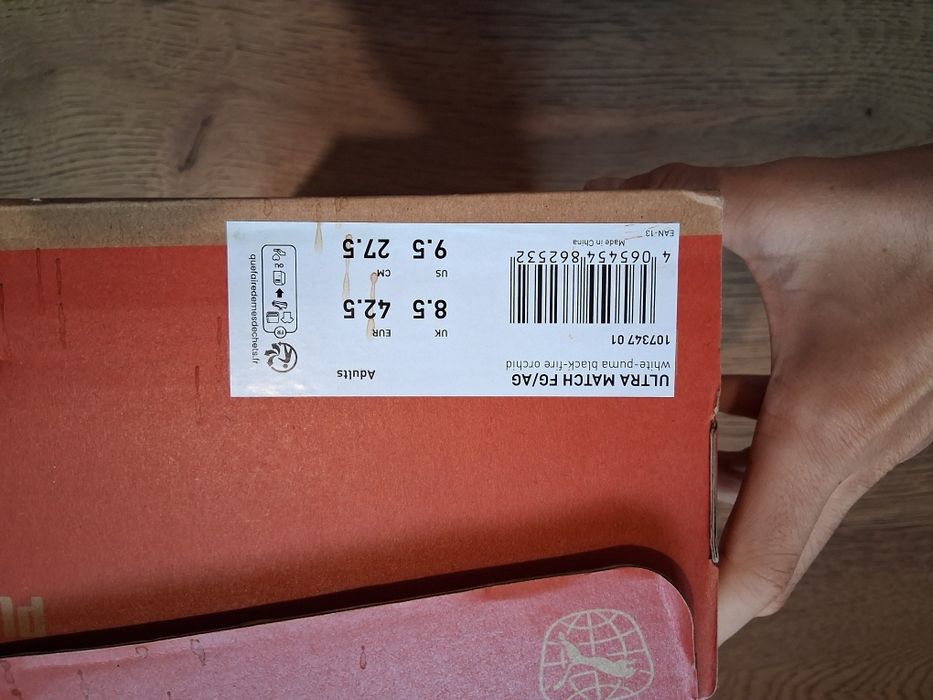 ULTRA MATCH FG/AG
white-puma black-fire orchid
107347 01
4 065454 862532
EAN-13
Made in China
Adults
UK
8.5
EUR
42.5
US
9.5
CM
27.5
FR
quefairedemesdechets.fr